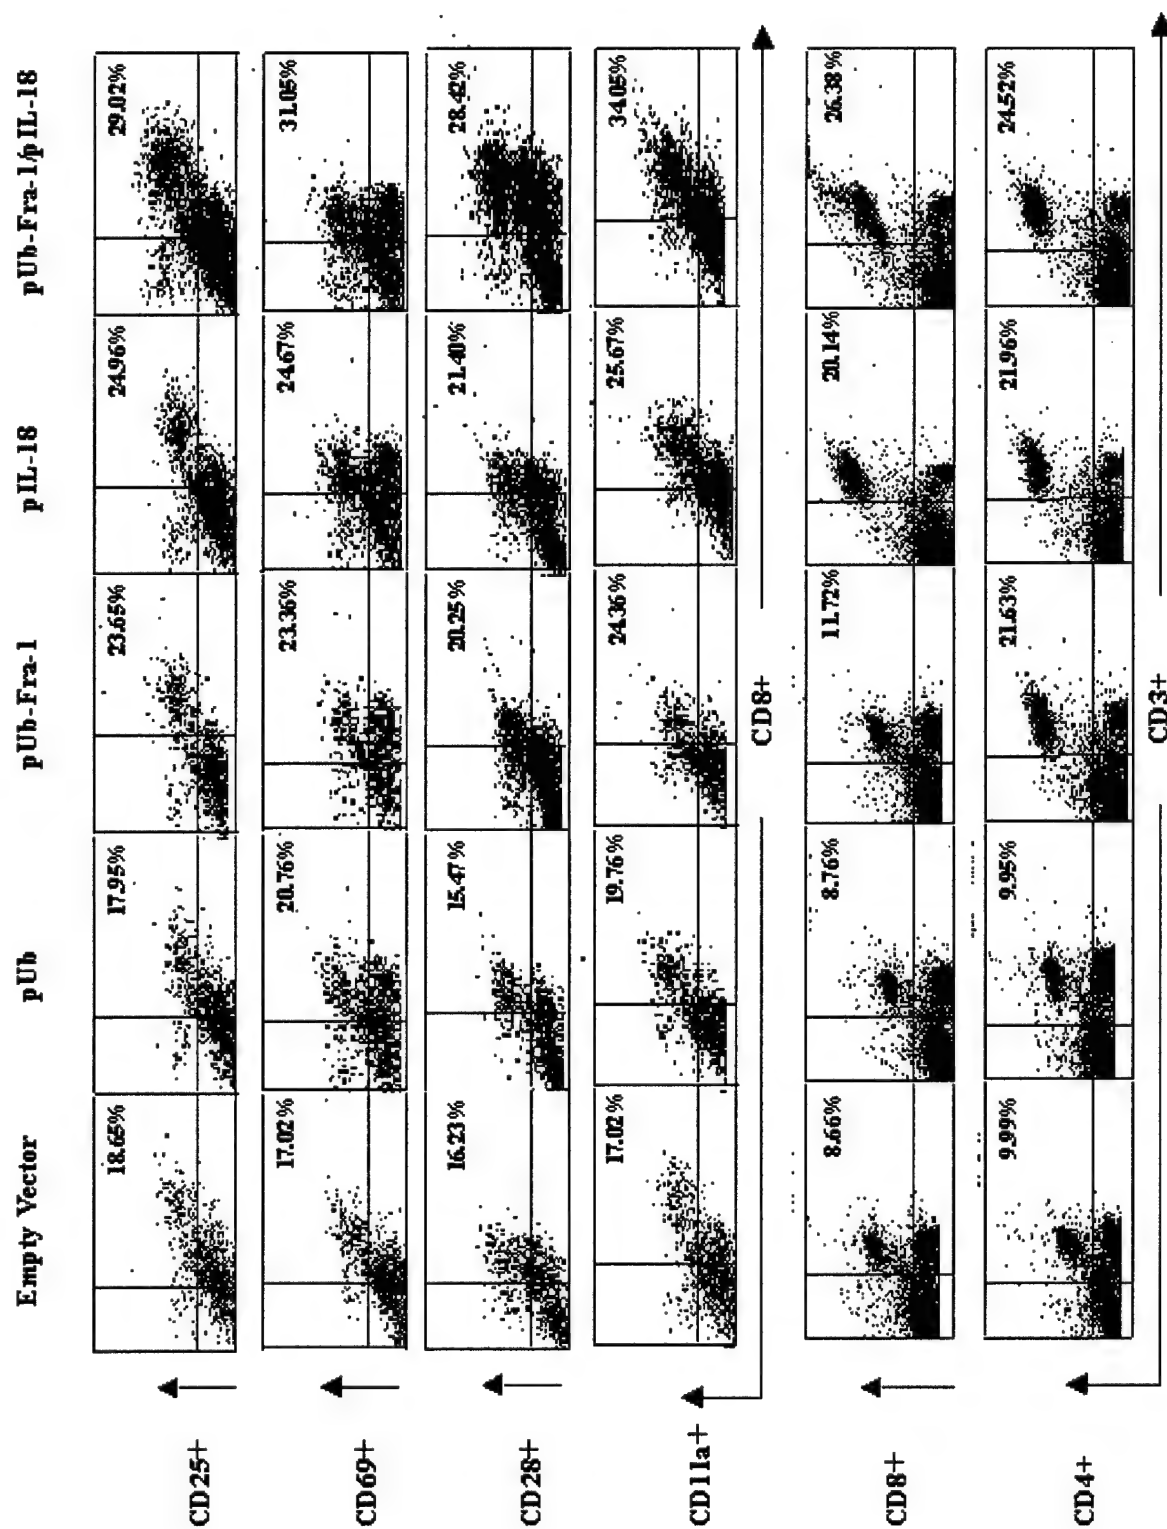 Empty Vector pUb pUb-Fra-1 pIL-18 pUb-Fra-1/pIL-18
CD25+ 18.65% 17.95% 23.65% 24.96% 29.02%
CD69+ 17.02% 20.76% 23.36% 24.67% 31.05%
CD28+ 16.23% 15.47% 20.25% 21.40% 28.42%
CD11a+ 17.02% 19.76% 24.36% 25.67% 34.05%
CD8+
CD8+ 8.66% 8.76% 11.72% 20.14% 26.38%
CD4+ 9.99% 9.95% 21.63% 21.96% 24.52%
CD3+